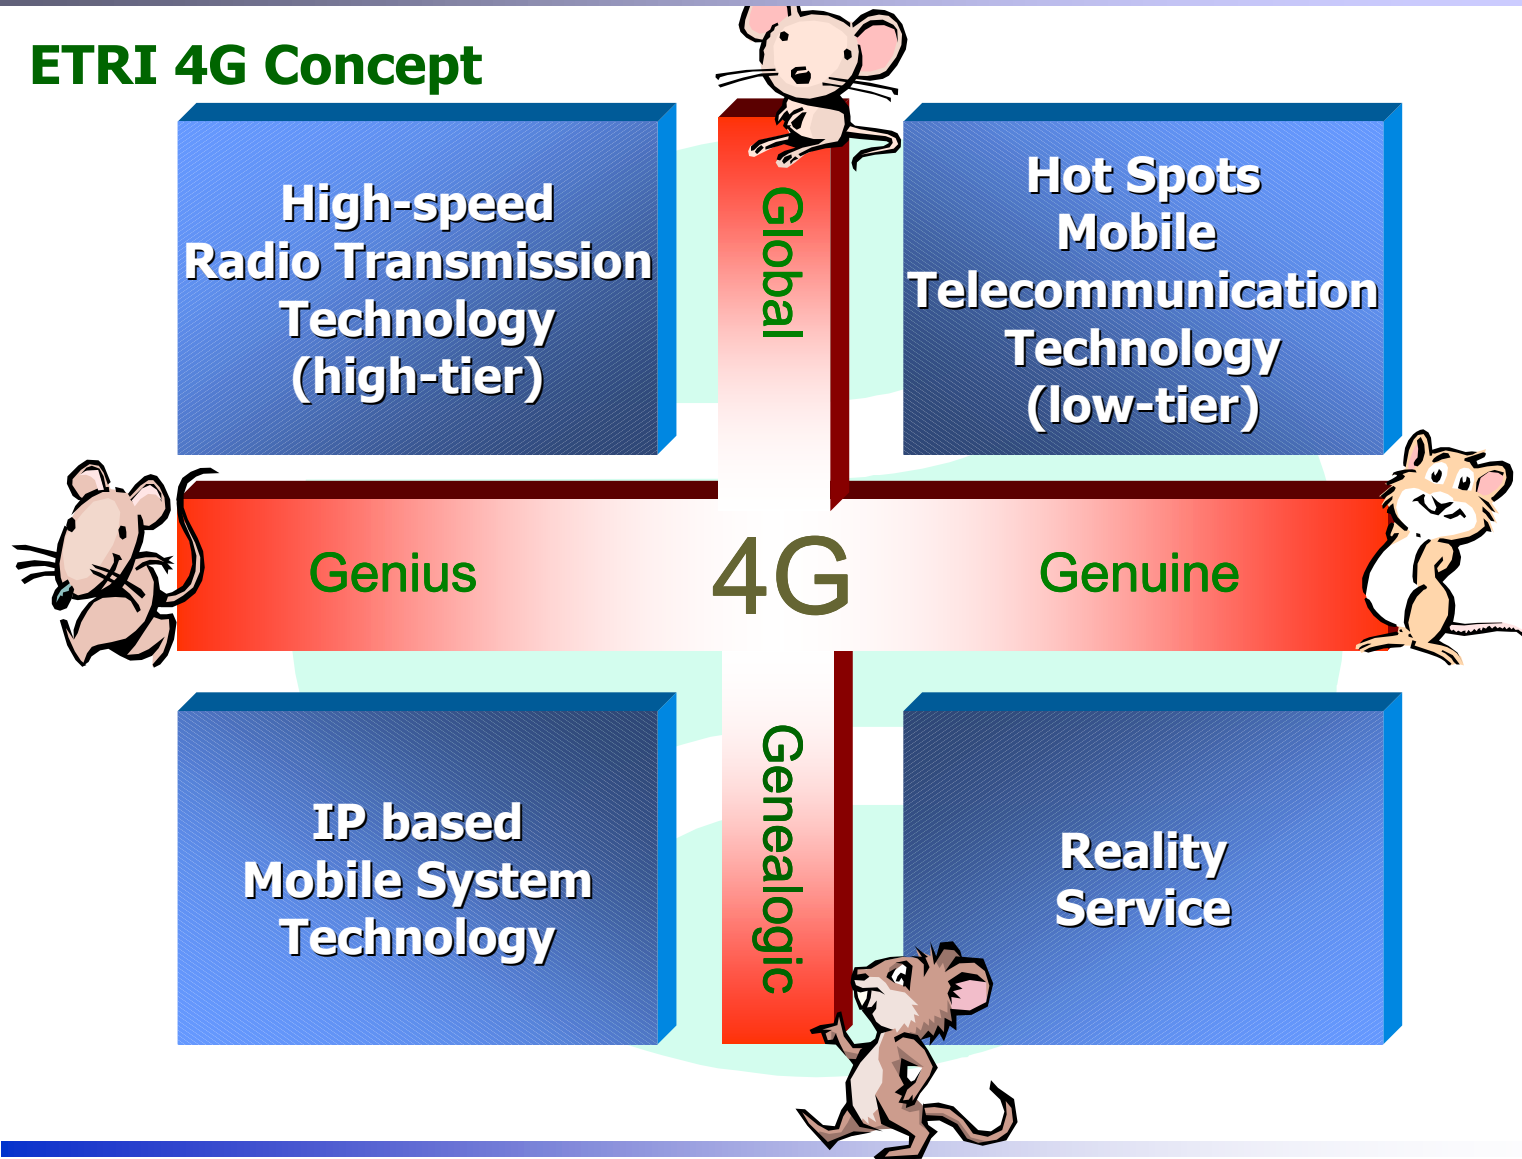 ETRI 4G Concept
High-speed
Radio Transmission
Technology
(high-tier)
Global
Hot Spots
Mobile
Telecommunication
Technology
(low-tier)
Genius
4G
Genuine
IP based
Mobile System
Technology
Genealogic
Reality
Service